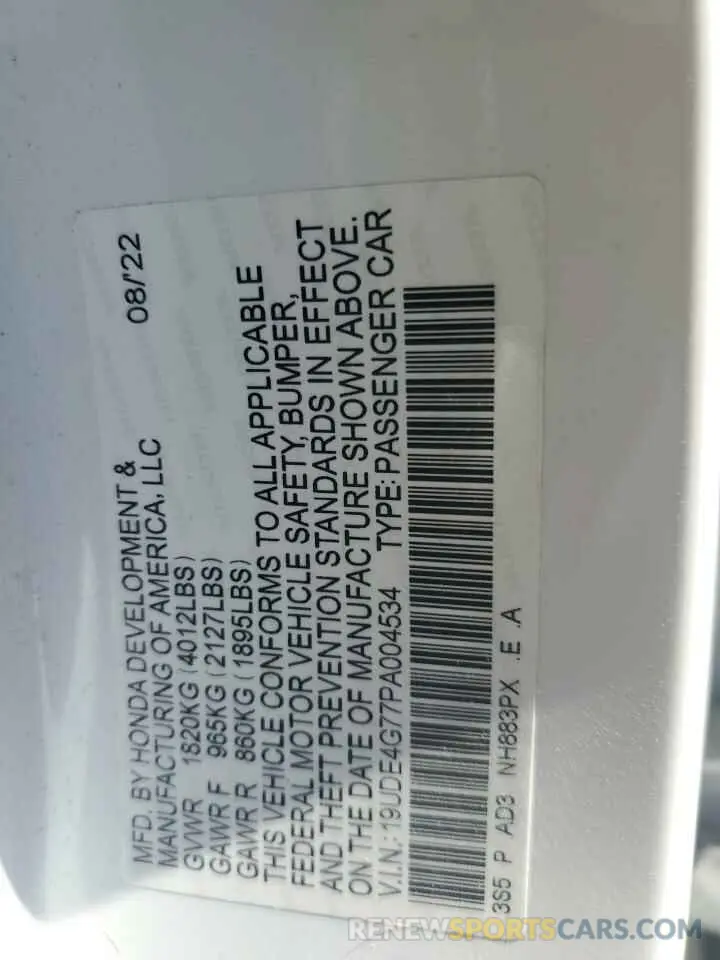 MFD. BY HONDA DEVELOPMENT & 08/'22
MANUFACTURING OF AMERICA, LLC
GVWR 1820KG (4012LBS)
GAWR F 965KG (2127LBS)
GAWR R 860KG (1895LBS)
THIS VEHICLE CONFORMS TO ALL APPLICABLE
FEDERAL MOTOR VEHICLE SAFETY, BUMPER,
AND THEFT PREVENTION STANDARDS IN EFFECT
ON THE DATE OF MANUFACTURE SHOWN ABOVE.
V.I.N.: 19UDE4G77PA004534 TYPE: PASSENGER CAR
3S5 P AD3 NH883PX .E .A
RENEWSPORTSCARS.COM